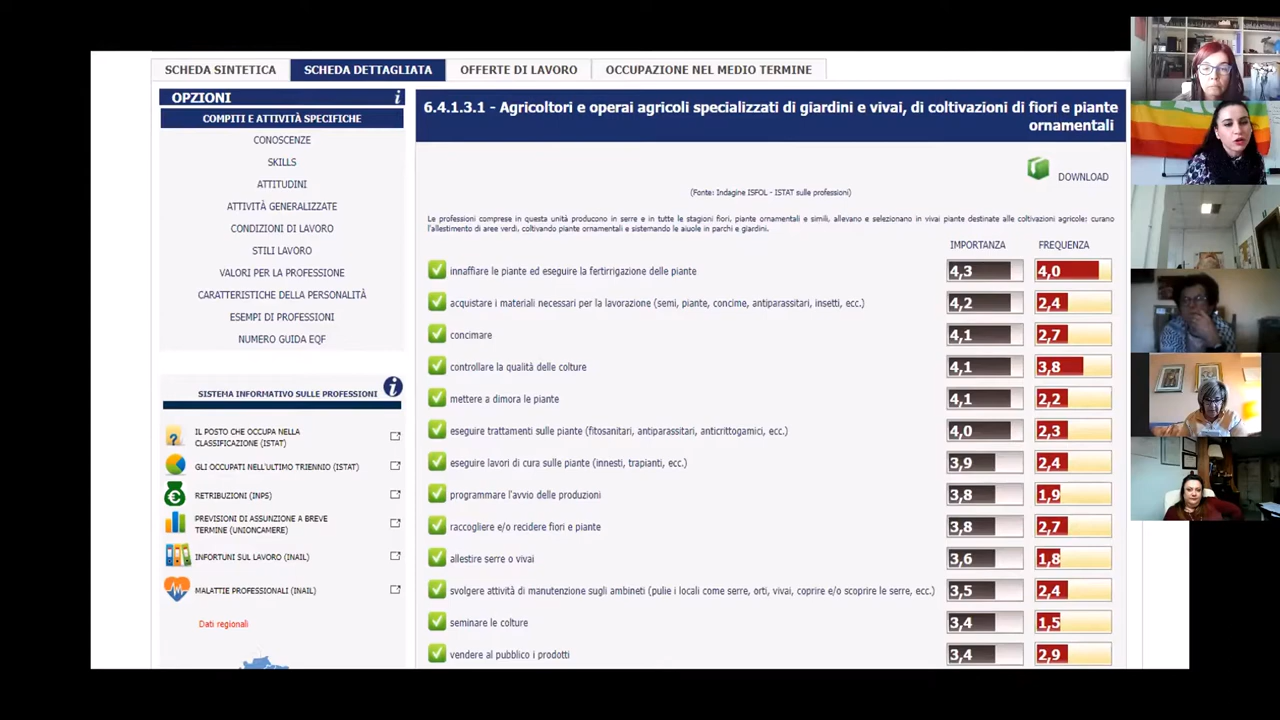 SCHEDA SINTETICA
SCHEDA DETTAGLIATA
OFFERTE DI LAVORO
OCCUPAZIONE NEL MEDIO TERMINE
OPZIONI
i
COMPITI E ATTIVITÀ SPECIFICHE
CONOSCENZE
SKILLS
ATTITUDINI
ATTIVITÀ GENERALIZZATE
CONDIZIONI DI LAVORO
STILI LAVORO
VALORI PER LA PROFESSIONE
CARATTERISTICHE DELLA PERSONALITÀ
ESEMPI DI PROFESSIONI
NUMERO GUIDA EQF
SISTEMA INFORMATIVO SULLE PROFESSIONI
i
IL POSTO CHE OCCUPA NELLA
CLASSIFICAZIONE (ISTAT)
GLI OCCUPATI NELL'ULTIMO TRIENNIO (ISTAT)
RETRIBUZIONI (INPS)
PREVISIONI DI ASSUNZIONE A BREVE
TERMINE (UNIONCAMERE)
INFORTUNI SUL LAVORO (INAIL)
MALATTIE PROFESSIONALI (INAIL)
Dati regionali
6.4.1.3.1 - Agricoltori e operai agricoli specializzati di giardini e vivai, di coltivazioni di fiori e piante
ornamentali
DOWNLOAD
(Fonte: Indagine ISFOL - ISTAT sulle professioni)
Le professioni comprese in questa unità producono in serre e in tutte le stagioni fiori, piante ornamentali e simili, allevano e selezionano in vivai piante destinate alle coltivazioni agricole; curano
l'allestimento di aree verdi, coltivando piante ornamentali e sistemando le aiuole in parchi e giardini.
IMPORTANZA FREQUENZA
innaffiare le piante ed eseguire la fertirrigazione delle piante 4,3 4,0
acquistare i materiali necessari per la lavorazione (semi, piante, concime, antiparassitari, insetti, ecc.) 4,2 2,4
concimare 4,1 2,7
controllare la qualità delle colture 4,1 3,8
mettere a dimora le piante 4,1 2,2
eseguire trattamenti sulle piante (fitosanitari, antiparassitari, anticrittogamici, ecc.) 4,0 2,3
eseguire lavori di cura sulle piante (innesti, trapianti, ecc.) 3,9 2,4
programmare l'avvio delle produzioni 3,8 1,9
raccogliere e/o recidere fiori e piante 3,8 2,7
allestire serre o vivai 3,6 1,8
svolgere attività di manutenzione sugli ambineti (pulie i locali come serre, orti, vivai, coprire e/o scoprire le serre, ecc.) 3,5 2,4
seminare le colture 3,4 1,5
vendere al pubblico i prodotti 3,4 2,9